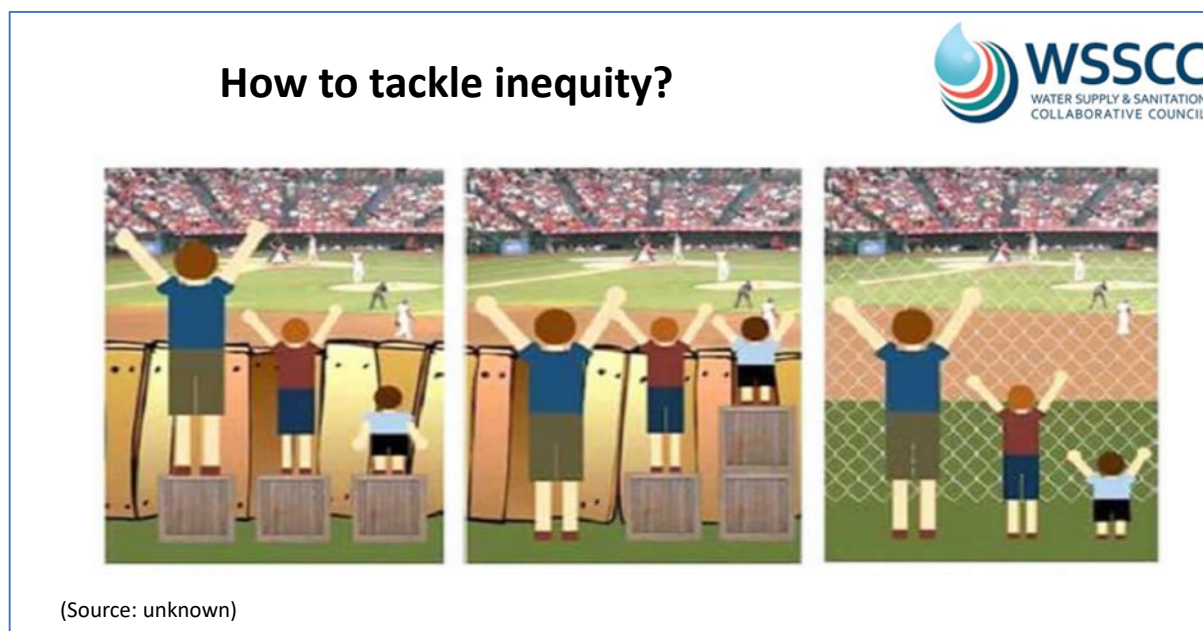 How to tackle inequity?
WSSCC
WATER SUPPLY & SANITATION
COLLABORATIVE COUNCIL
(Source: unknown)